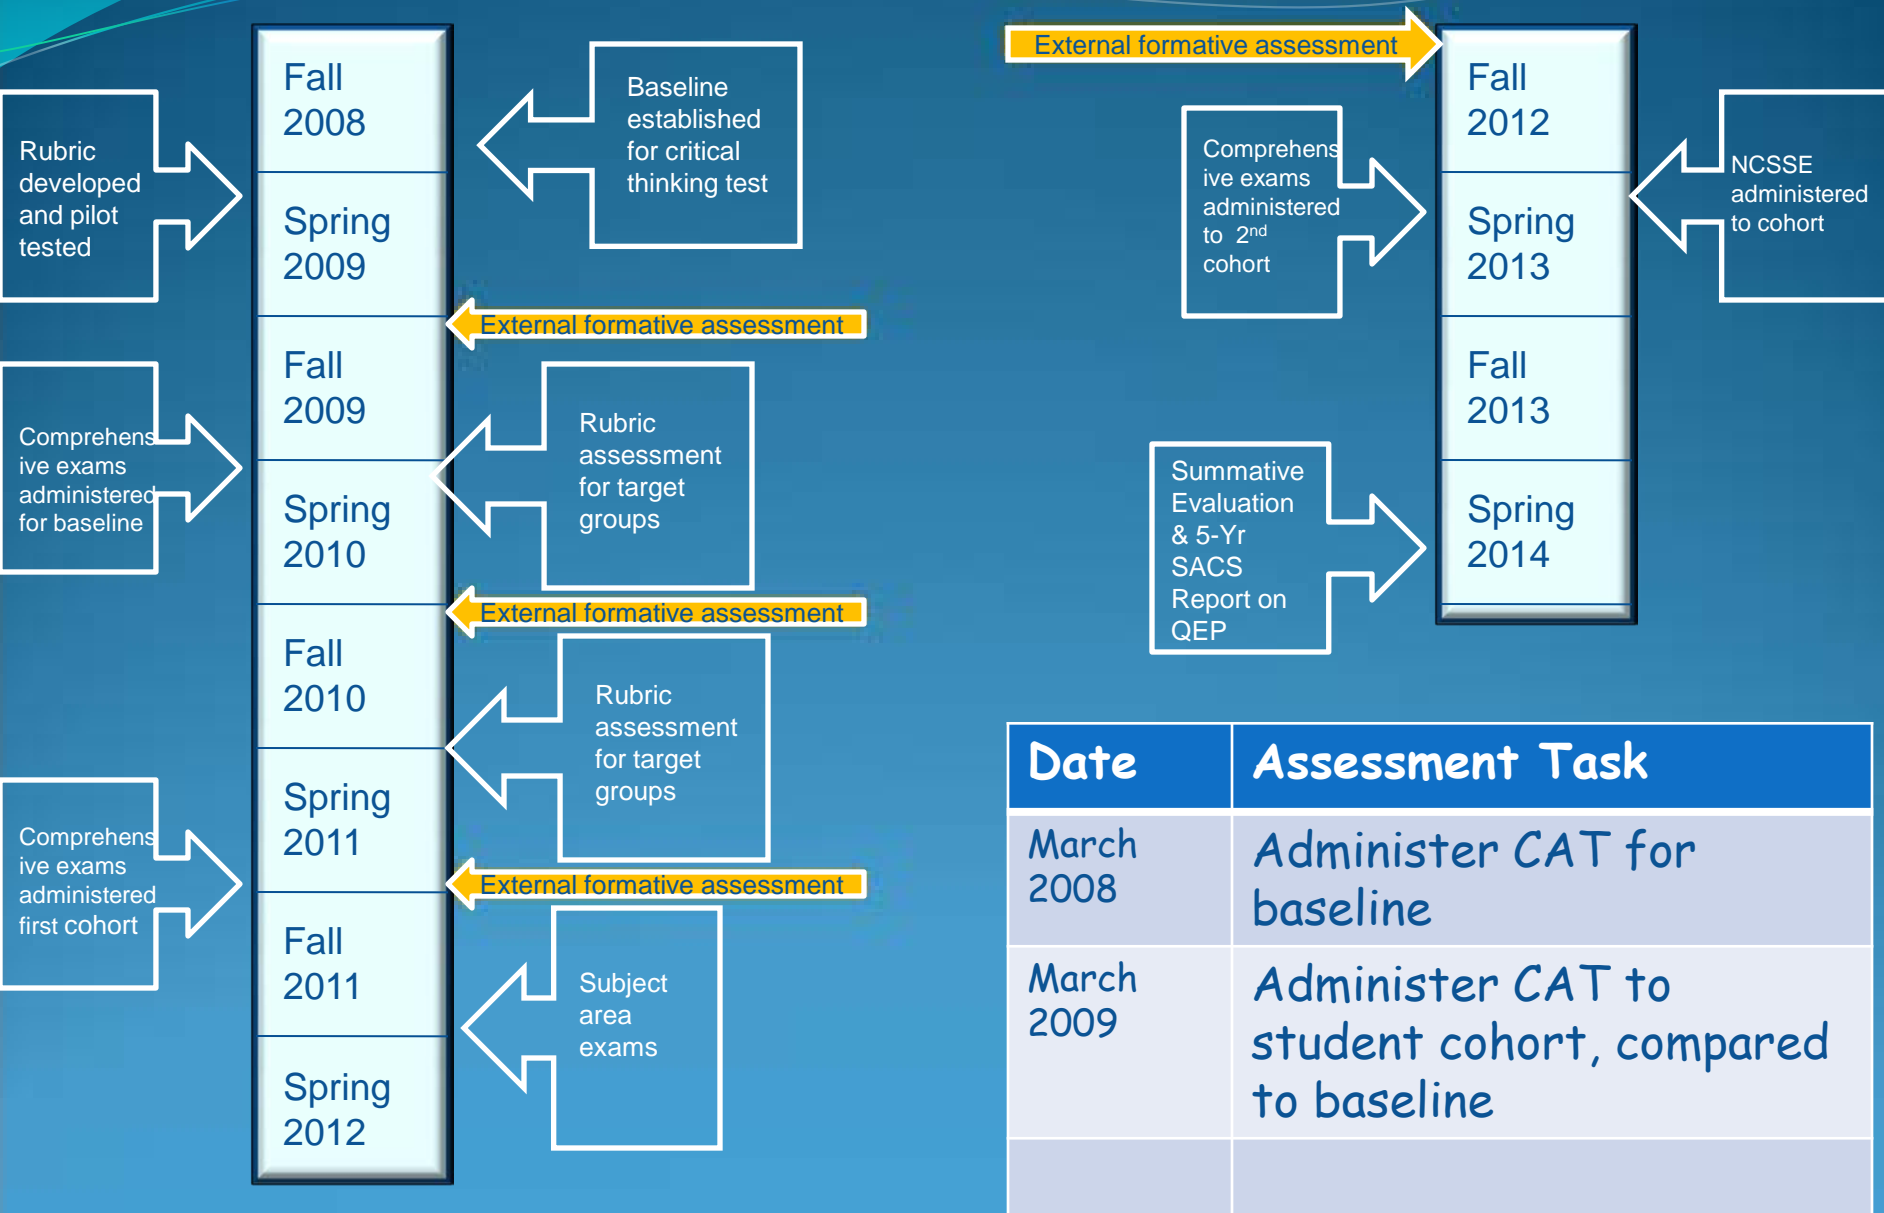 Fall
2008
Spring
2009
Fall
2009
Spring
2010
Fall
2010
Spring
2011
Fall
2011
Spring
2012
Rubric
developed
and pilot
tested
Comprehens
ive exams
administered
for baseline
Comprehens
ive exams
administered
first cohort
Baseline
established
for critical
thinking test
External formative assessment
Rubric
assessment
for target
groups
External formative assessment
Rubric
assessment
for target
groups
External formative assessment
Subject
area
exams
External formative assessment
Fall
2012
Spring
2013
Fall
2013
Spring
2014
Comprehens
ive exams
administered
to 2nd
cohort
Summative
Evaluation
& 5-Yr
SACS
Report on
QEP
NCSSE
administered
to cohort
Date
Assessment Task
March
2008
Administer CAT for
baseline
March
2009
Administer CAT to
student cohort, compared
to baseline